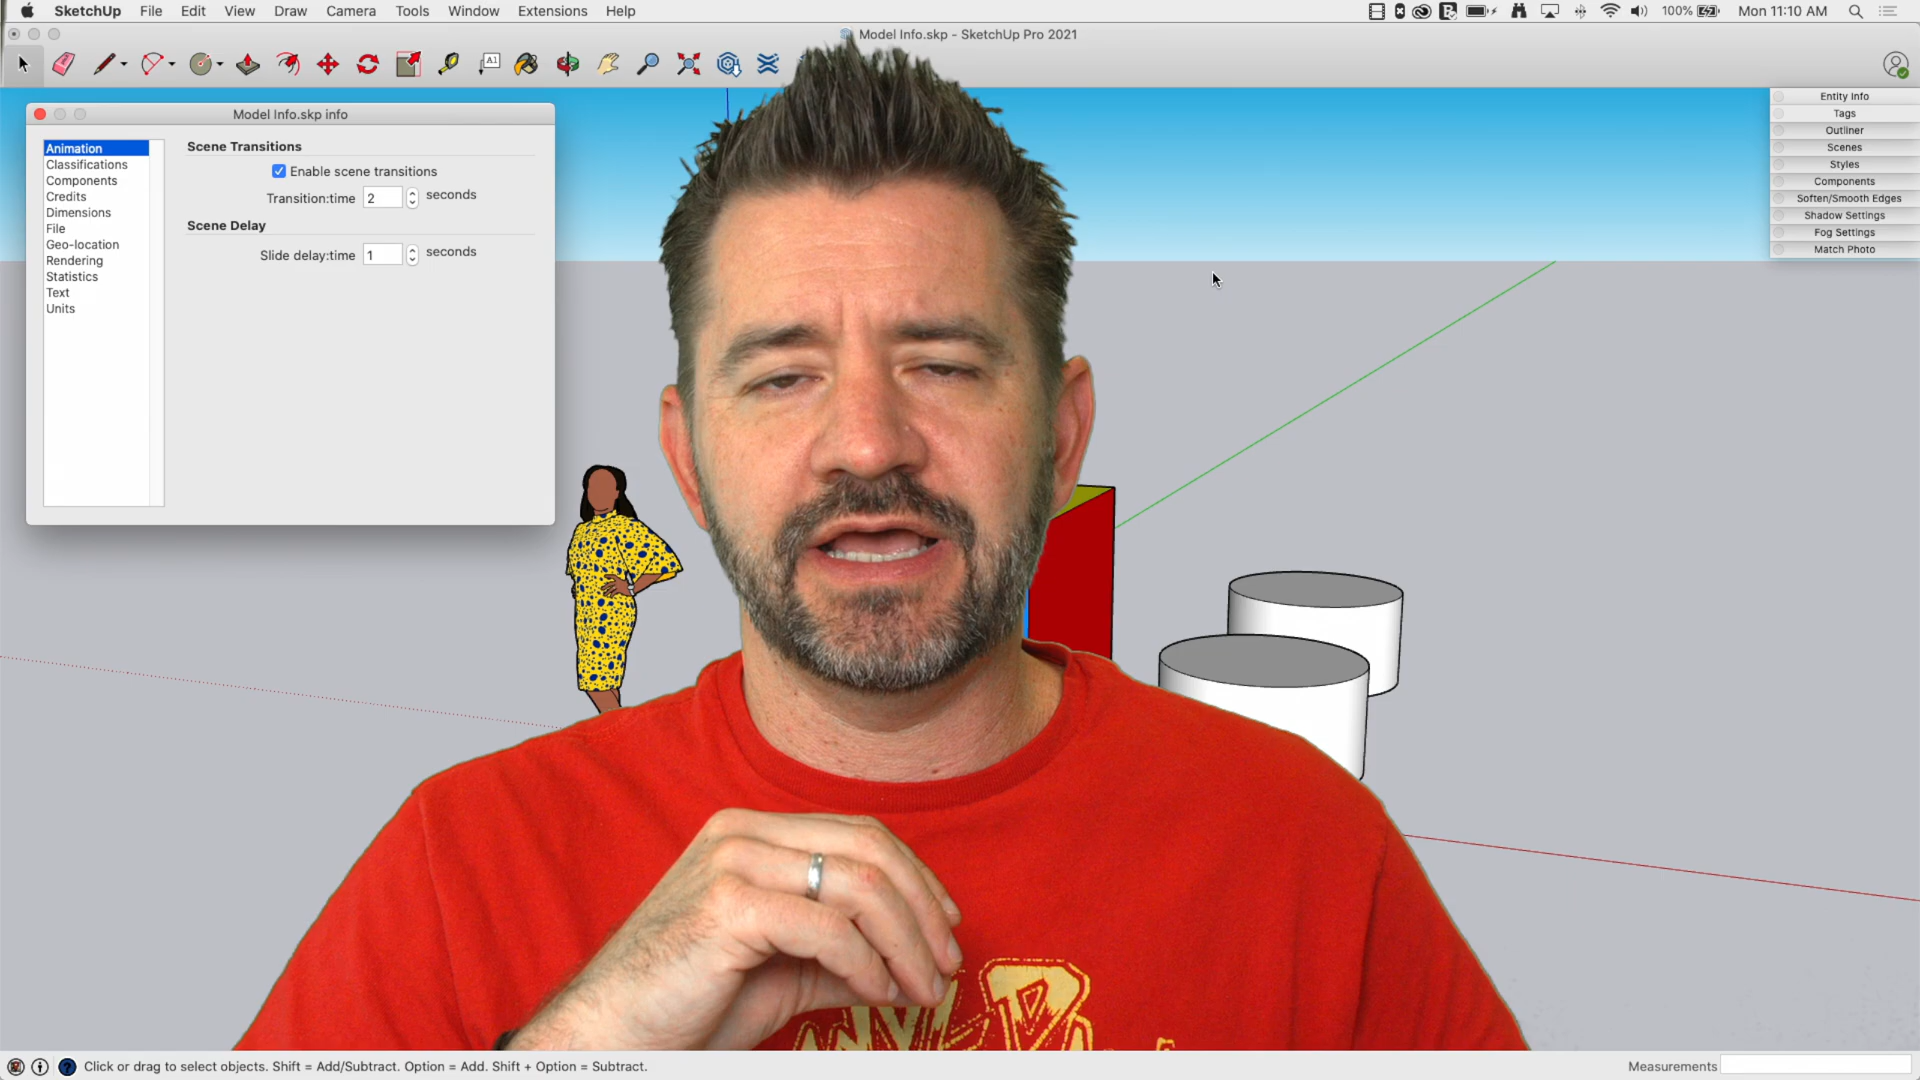 SketchUp File Edit View Draw Camera Tools Window Extensions Help 100% Mon 11:10 AM
Model Info.skp - SketchUp Pro 2021
A1
Model Info.skp info
Animation
Classifications
Components
Credits
Dimensions
File
Geo-location
Rendering
Statistics
Text
Units
Scene Transitions
Enable scene transitions
Transition:time 2 seconds
Scene Delay
Slide delay:time 1 seconds
Entity Info
Tags
Outliner
Scenes
Styles
Components
Soften/Smooth Edges
Shadow Settings
Fog Settings
Match Photo
Click or drag to select objects. Shift = Add/Subtract. Option = Add. Shift + Option = Subtract.
Measurements